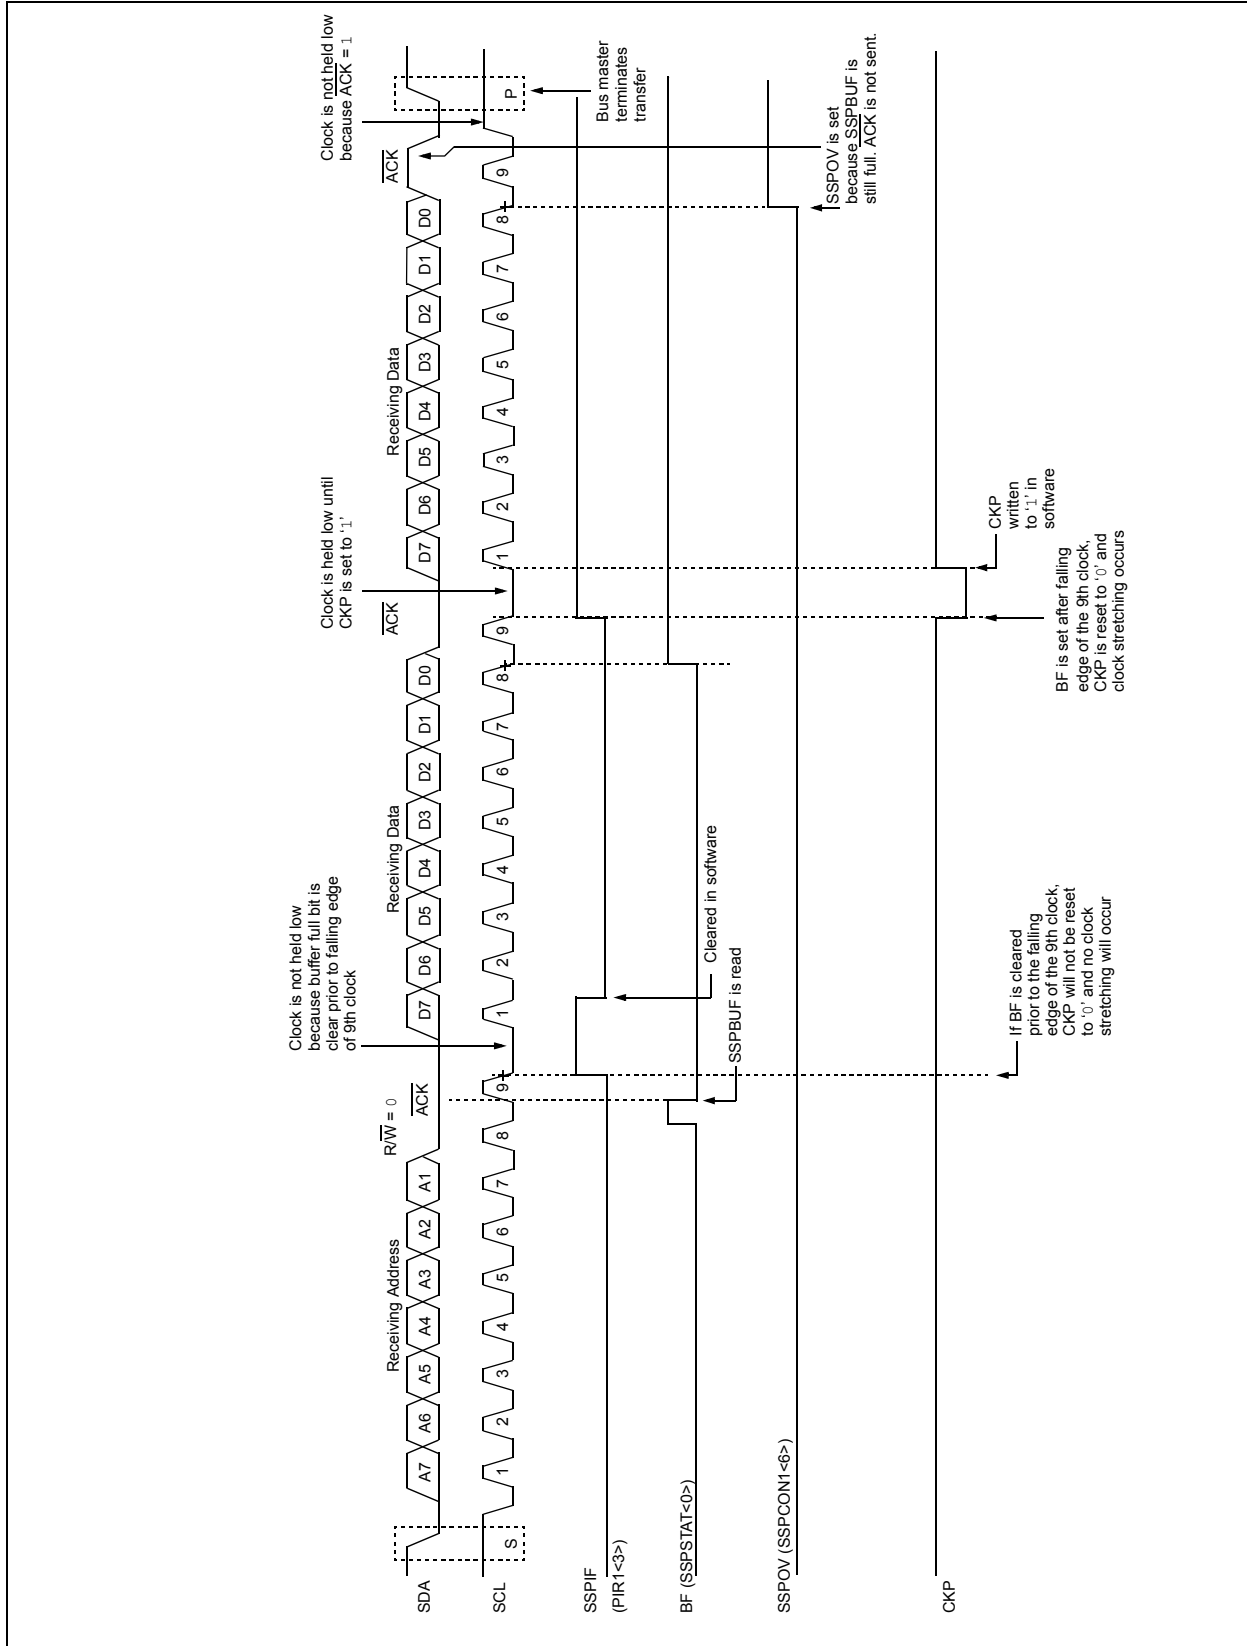 Clock is not held low
because ACK = 1
Clock is held low until
CKP is set to ‘1’
Clock is not held low
because buffer full bit is
clear prior to falling edge
of 9th clock
Receiving Address
R/W = 0
ACK
Receiving Data
ACK
Receiving Data
ACK
SDA
A7 A6 A5 A4 A3 A2 A1
D7 D6 D5 D4 D3 D2 D1 D0
D7 D6 D5 D4 D3 D2 D1 D0
SCL
S
1 2 3 4 5 6 7 8 9
1 2 3 4 5 6 7 8 9
1 2 3 4 5 6 7 8 9
P
SSPIF
(PIR1<3>)
Bus master
terminates
transfer
Cleared in software
BF (SSPSTAT<0>)
SSPBUF is read
SSPOV (SSPCON1<6>)
SSPOV is set
because SSPBUF is
still full. ACK is not sent.
CKP
CKP
written
to ‘1’ in
software
If BF is cleared
prior to the falling
edge of the 9th clock,
CKP will not be reset
to ‘0’ and no clock
stretching will occur
BF is set after falling
edge of the 9th clock,
CKP is reset to ‘0’ and
clock stretching occurs